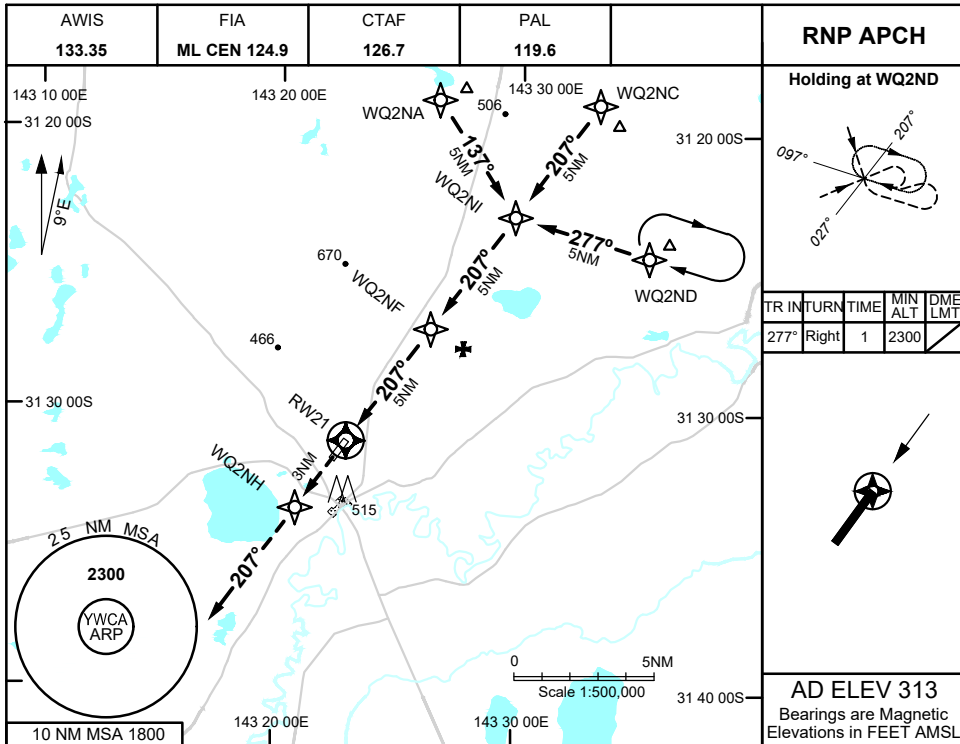 AWIS
133.35
FIA
ML CEN 124.9
CTAF
126.7
PAL
119.6
RNP APCH
143 10 00E
143 20 00E
143 30 00E
31 20 00S
31 20 00S
9°E
WQ2NA
506
WQ2NC
137°
5NM
207°
5NM
WQ2NI
277°
5NM
WQ2ND
207°
5NM
670
WQ2NF
466
207°
5NM
31 30 00S
31 30 00S
RW21
3NM
WQ2NH
515
207°
2.5 NM MSA
2300
YWCA
ARP
10 NM MSA 1800
143 20 00E
143 30 00E
0
5NM
Scale 1:500,000
31 40 00S
Holding at WQ2ND
207°
097°
027°
TR IN
TURN
TIME
MIN
ALT
DME
LMT
277°
Right
1
2300
AD ELEV 313
Bearings are Magnetic
Elevations in FEET AMSL